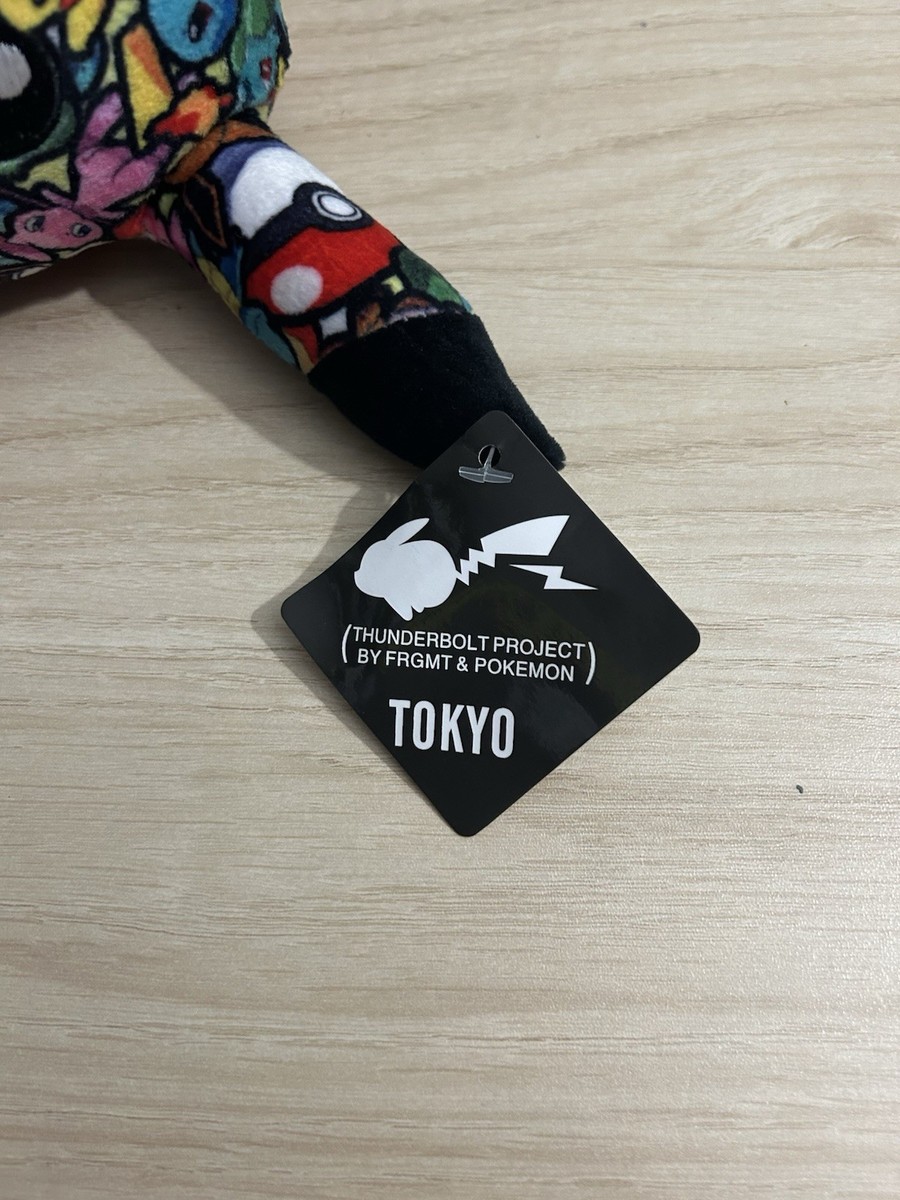 (THUNDERBOLT PROJECT
BY FRGMT & POKEMON)
TOKYO